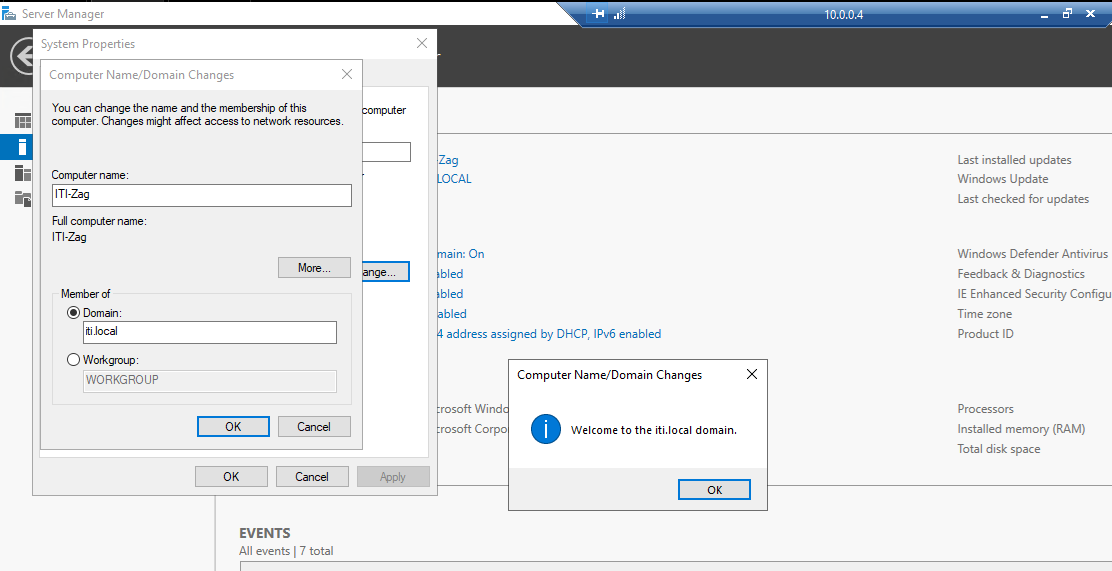 Server Manager
10.0.0.4
System Properties
Computer Name/Domain Changes
You can change the name and the membership of this
computer. Changes might affect access to network resources.
computer
Computer name:
ITI-Zag
Full computer name:
ITI-Zag
More...
ange...
Member of
Domain:
iti.local
Workgroup:
WORKGROUP
OK
Cancel
OK
Cancel
Apply
Zag
LOCAL
main: On
abled
abled
abled
4 address assigned by DHCP, IPv6 enabled
crosoft Windo
crosoft Corpo
Last installed updates
Windows Update
Last checked for updates
Windows Defender Antivirus
Feedback & Diagnostics
IE Enhanced Security Configu
Time zone
Product ID
Processors
Installed memory (RAM)
Total disk space
Computer Name/Domain Changes
Welcome to the iti.local domain.
OK
EVENTS
All events | 7 total